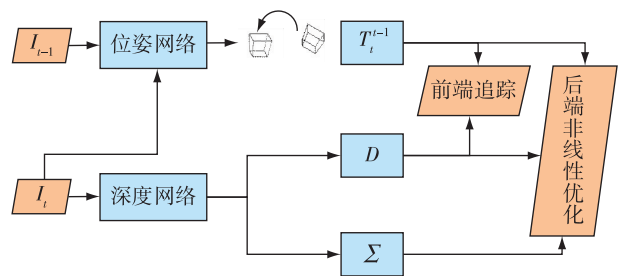 I_{t-1}
位姿网络
T_t^{t-1}
前端追踪
后端非线性优化
D
I_t
深度网络
Σ